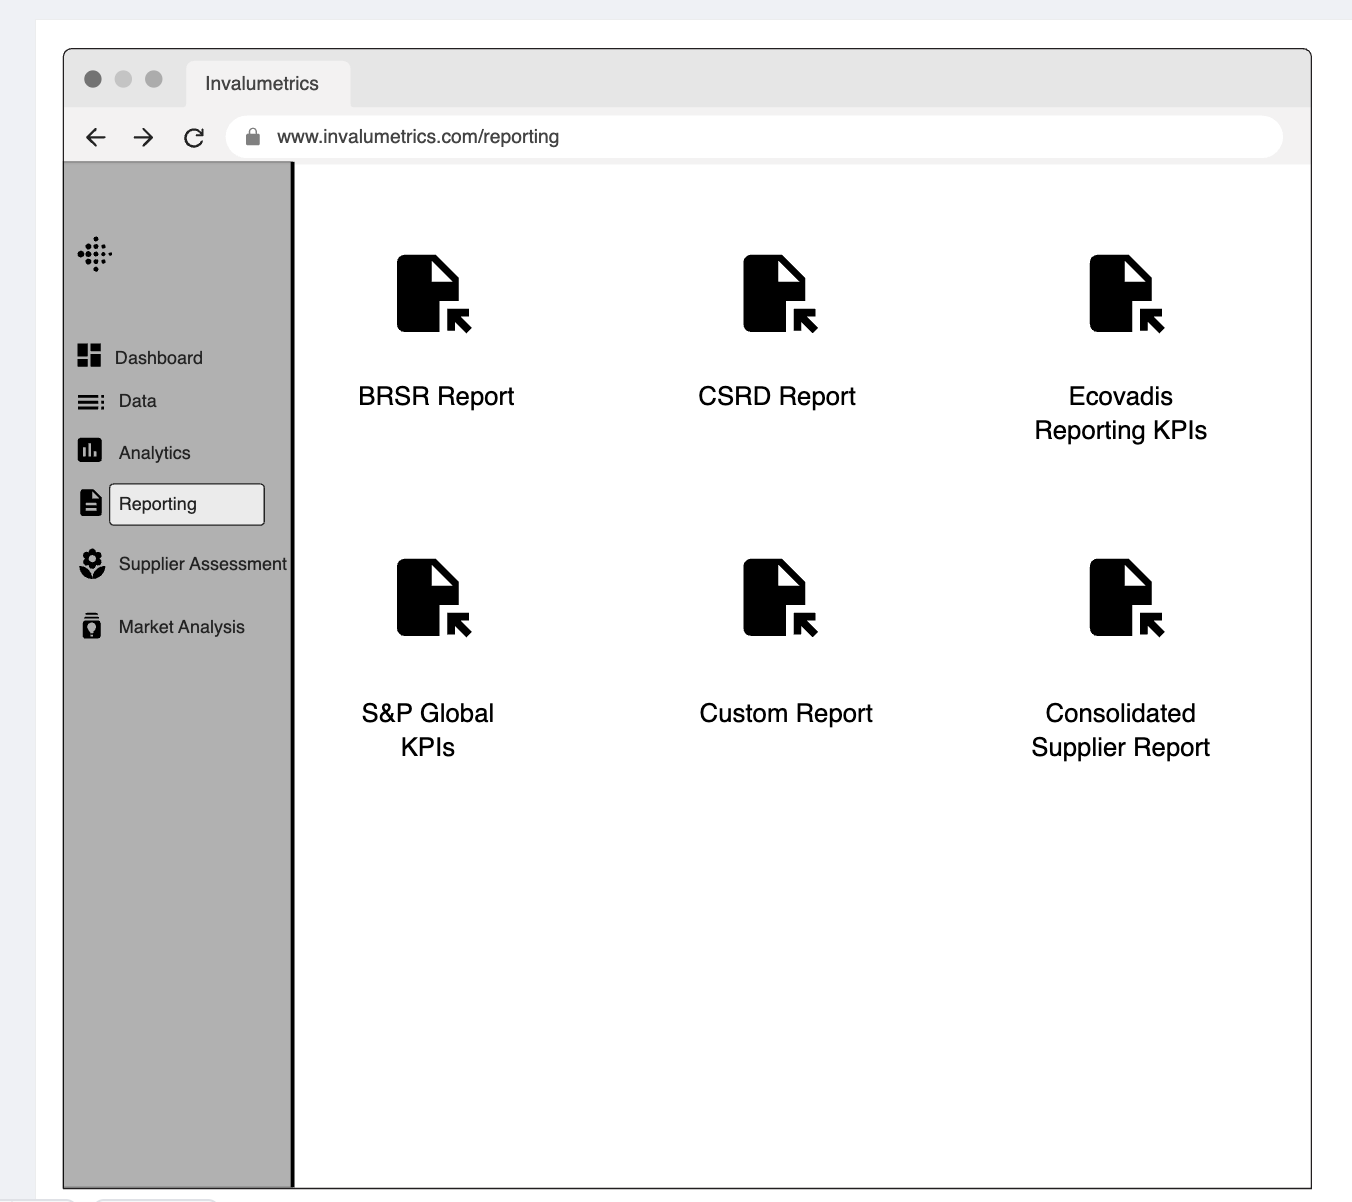 Invalumetrics
www.invalumetrics.com/reporting
Dashboard
Data
Analytics
Reporting
Supplier Assessment
Market Analysis
BRSR Report
CSRD Report
Ecovadis
Reporting KPIs
S&P Global
KPIs
Custom Report
Consolidated
Supplier Report